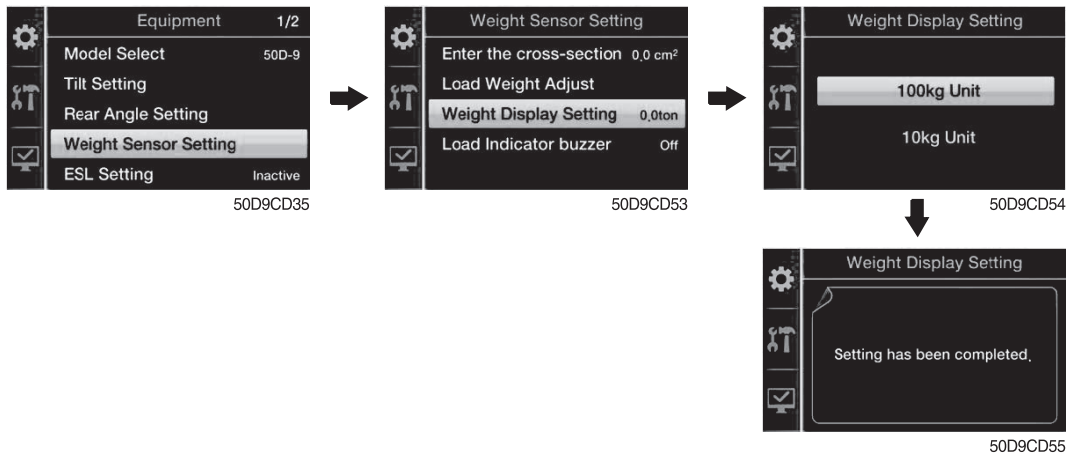 Equipment 1/2
Model Select 50D-9
Tilt Setting
Rear Angle Setting
Weight Sensor Setting
ESL Setting Inactive
50D9CD35
Weight Sensor Setting
Enter the cross-section 0.0 cm²
Load Weight Adjust
Weight Display Setting 0.0ton
Load Indicator buzzer Off
50D9CD53
Weight Display Setting
100kg Unit
10kg Unit
50D9CD54
Weight Display Setting
Setting has been completed.
50D9CD55